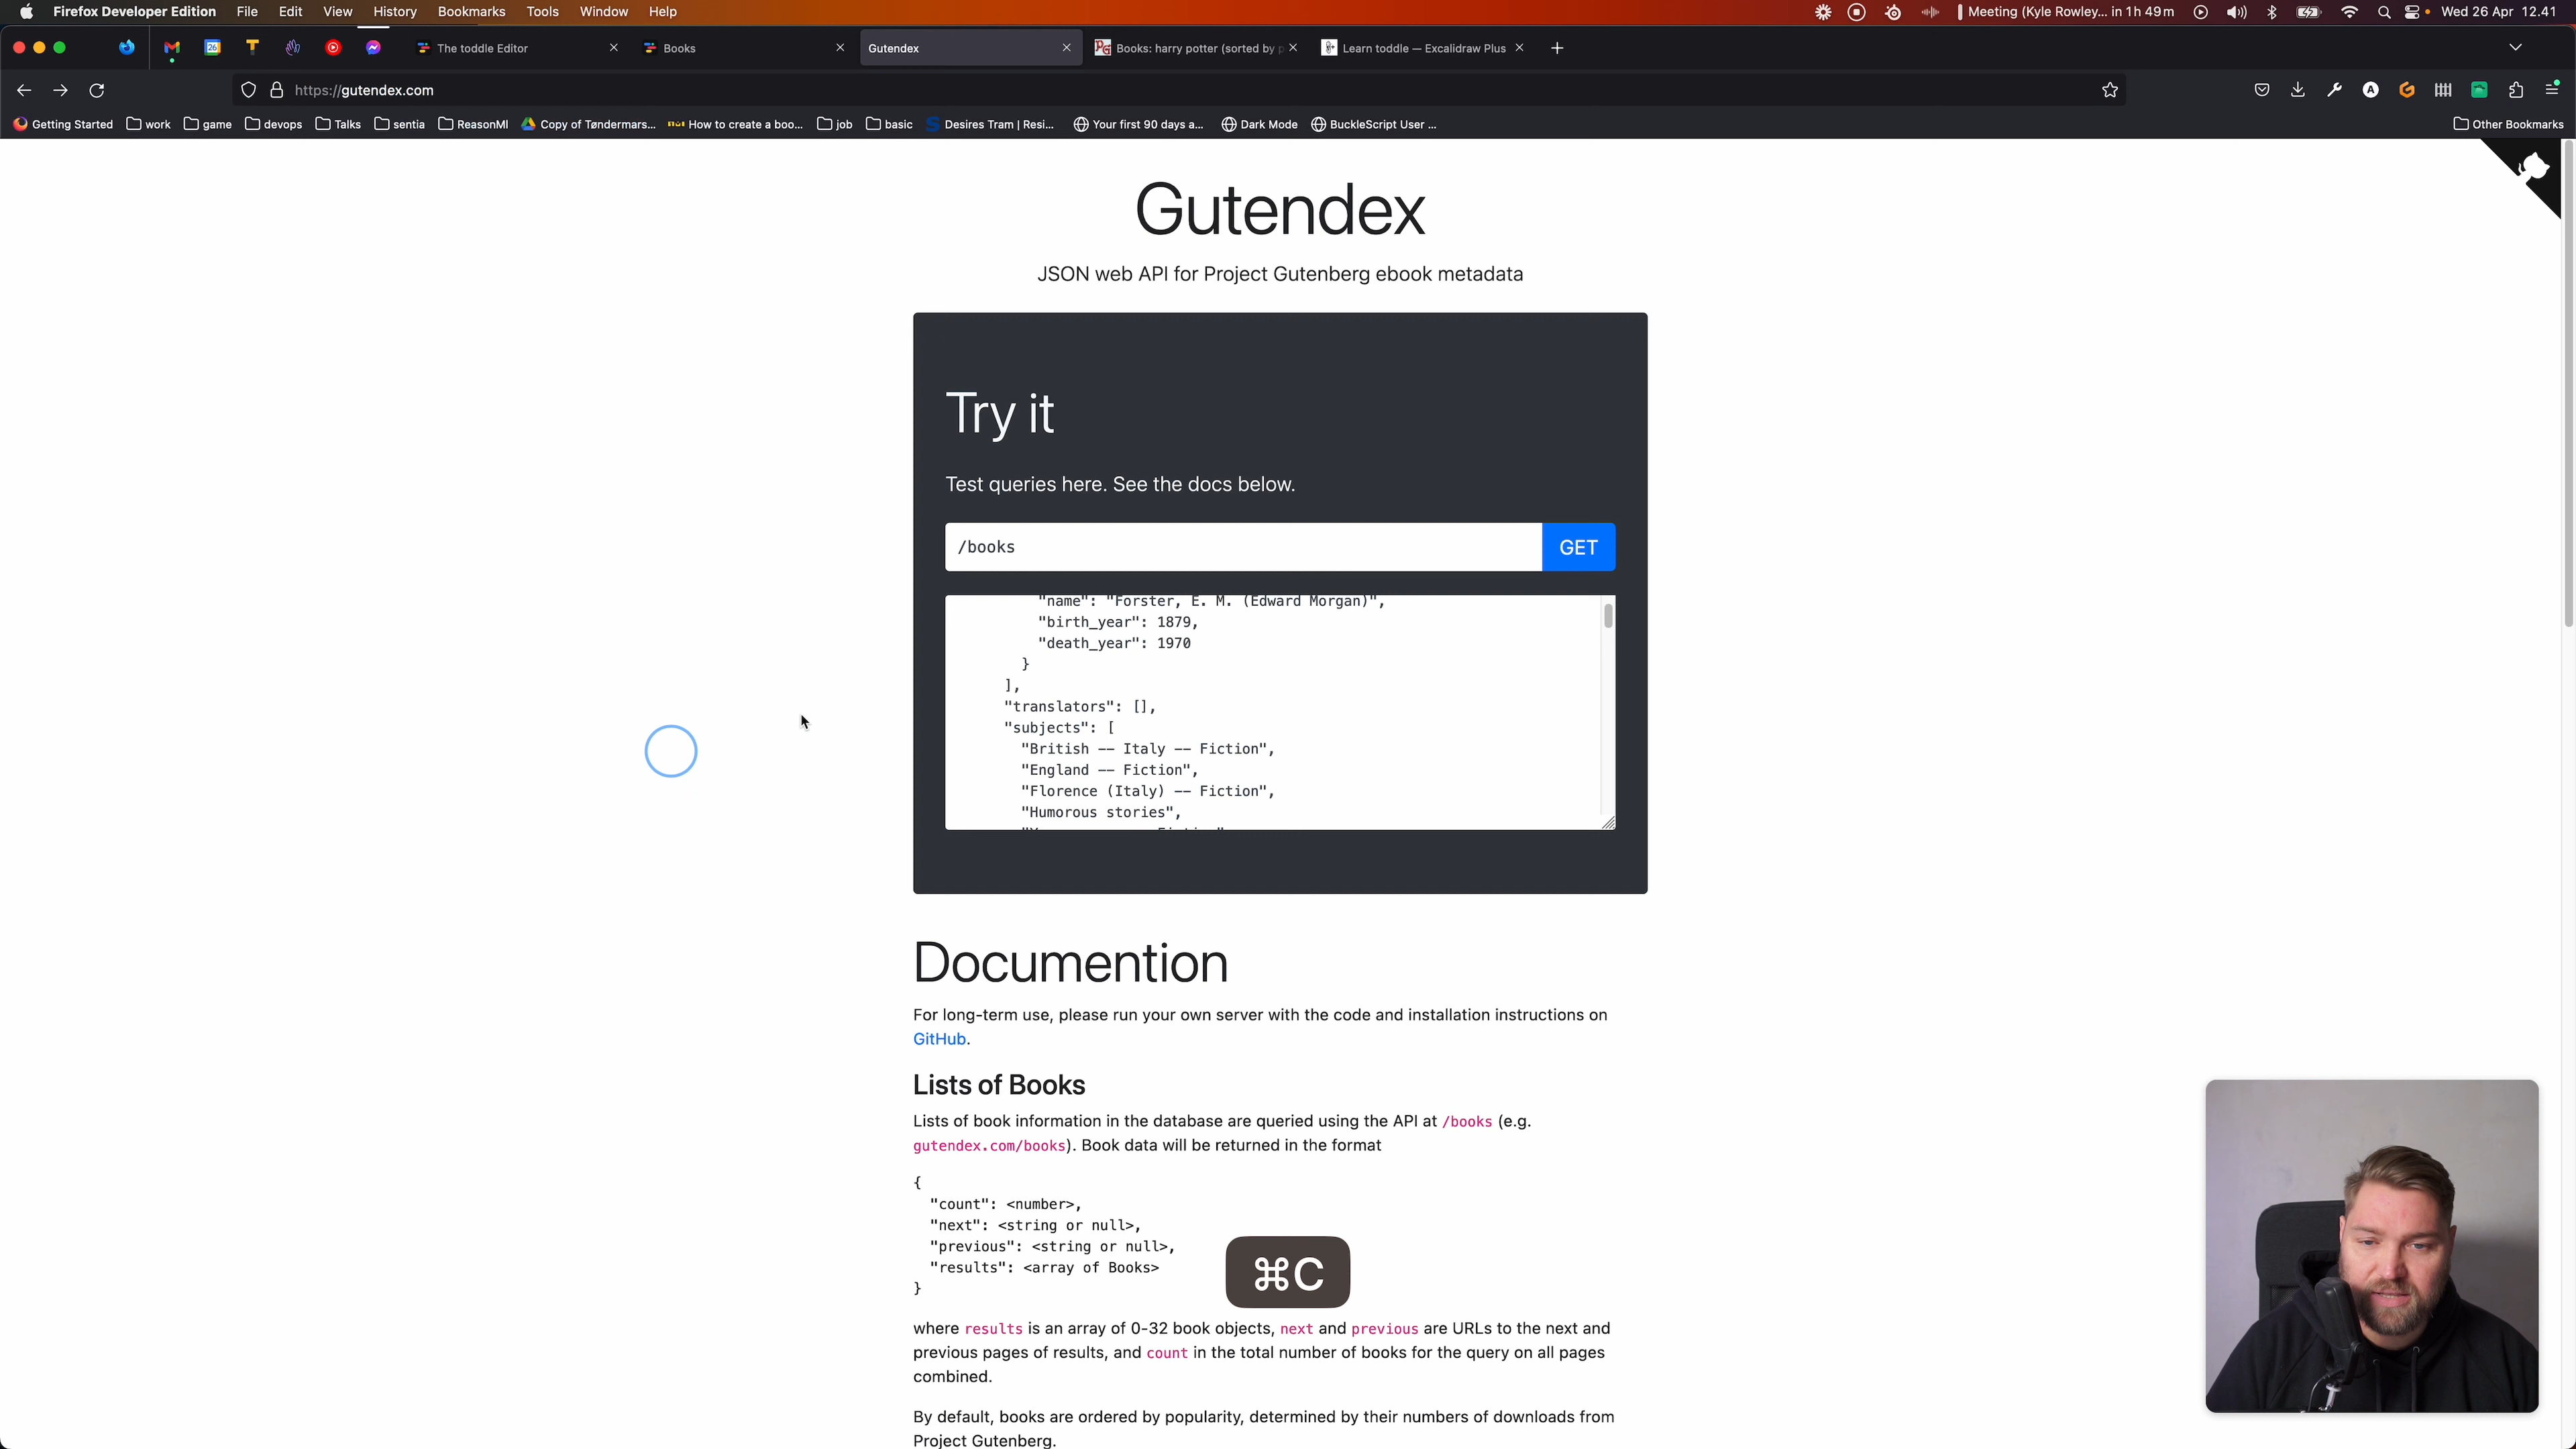 Firefox Developer Edition File Edit View History Bookmarks Tools Window Help Meeting (Kyle Rowley... in 1 h 49 m Wed 26 Apr 12.41
26 The toddle Editor Books Gutendex Books: harry potter (sorted by p Learn toddle — Excalidraw Plus
https://gutendex.com
Getting Started work game devops Talks sentia ReasonMl Copy of Tøndermars... How to create a boo... job basic Desires Tram | Resi... Your first 90 days a... Dark Mode BuckleScript User ... Other Bookmarks
Gutendex
JSON web API for Project Gutenberg ebook metadata
Try it
Test queries here. See the docs below.
/books GET
"name": "Forster, E. M. (Edward Morgan)",
"birth_year": 1879,
"death_year": 1970
}
],
"translators": [],
"subjects": [
"British -- Italy -- Fiction",
"England -- Fiction",
"Florence (Italy) -- Fiction",
"Humorous stories",
Documention
For long-term use, please run your own server with the code and installation instructions on
GitHub.
Lists of Books
Lists of book information in the database are queried using the API at /books (e.g.
gutendex.com/books). Book data will be returned in the format
{
"count": <number>,
"next": <string or null>,
"previous": <string or null>,
"results": <array of Books>
}
⌘C
where results is an array of 0-32 book objects, next and previous are URLs to the next and
previous pages of results, and count in the total number of books for the query on all pages
combined.
By default, books are ordered by popularity, determined by their numbers of downloads from
Project Gutenberg.